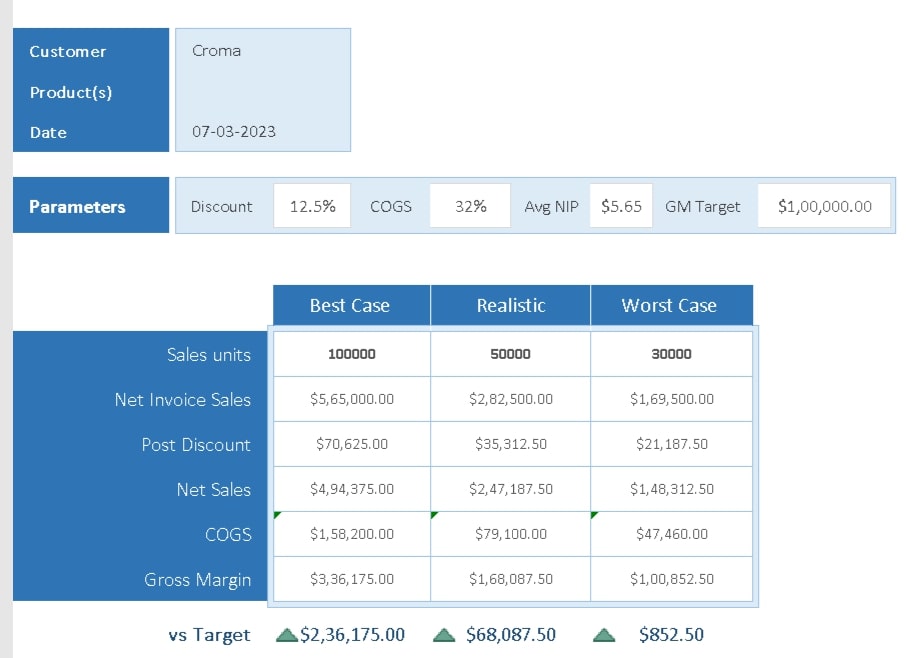 Customer Croma
Product(s)
Date 07-03-2023
Parameters Discount 12.5% COGS 32% Avg NIP $5.65 GM Target $1,00,000.00
Best Case Realistic Worst Case
Sales units 100000 50000 30000
Net Invoice Sales $5,65,000.00 $2,82,500.00 $1,69,500.00
Post Discount $70,625.00 $35,312.50 $21,187.50
Net Sales $4,94,375.00 $2,47,187.50 $1,48,312.50
COGS $1,58,200.00 $79,100.00 $47,460.00
Gross Margin $3,36,175.00 $1,68,087.50 $1,00,852.50
vs Target $2,36,175.00 $68,087.50 $852.50